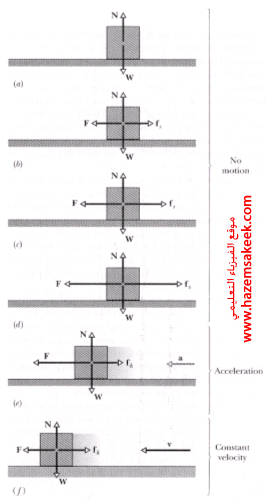 N
W
(a)
N
F
fs
W
(b)
N
F
fs
W
(c)
N
F
fs
W
(d)
No
motion
N
F
fk
a
W
(e)
Acceleration
N
F
fk
v
W
(f)
Constant
velocity
موقع الفيزياء التعليمي
www.hazemsakeek.com